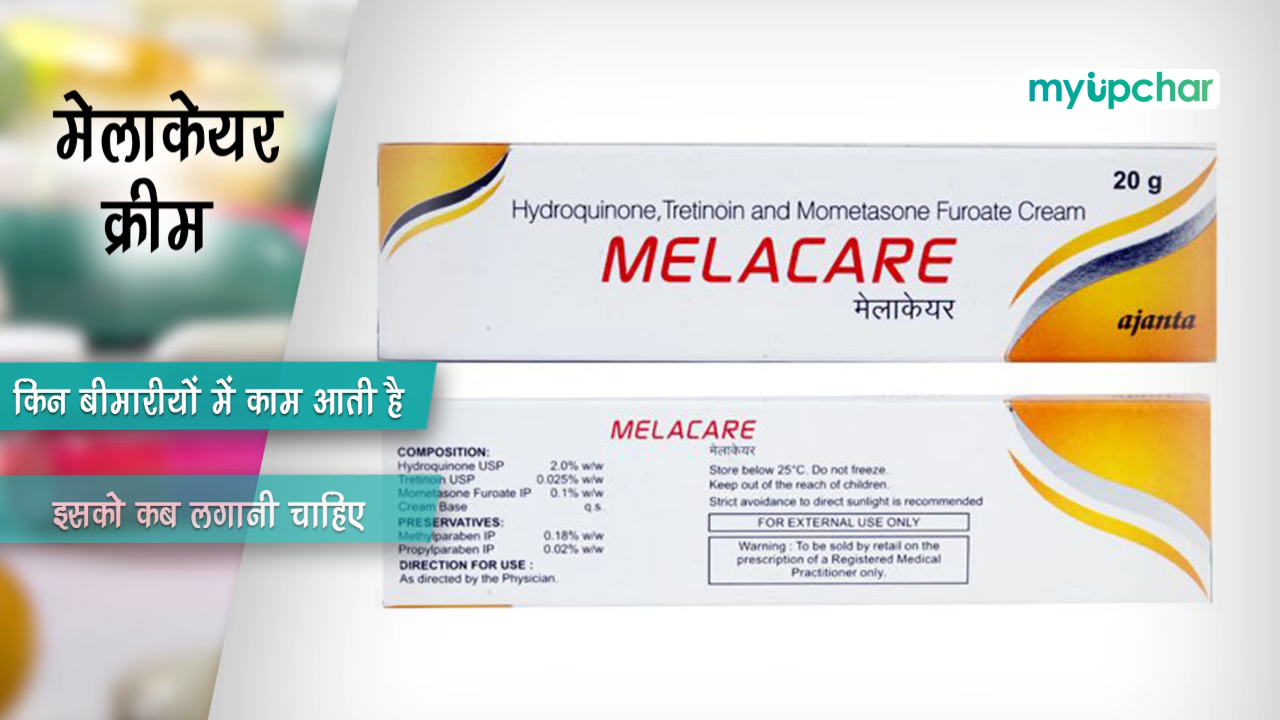 मेलाकेयर
क्रीम
किन बीमारीयों में काम आती है
इसको कब लगानी चाहिए
myupchar
20 g
Hydroquinone,Tretinoin and Mometasone Furoate Cream
MELACARE
मेलाकेयर
ajanta
MELACARE
मेलाकेयर
COMPOSITION:
Hydroquinone USP 2.0% w/w
Tretinoin USP 0.025% w/w
Mometasone Furoate IP 0.1% w/w
Cream Base q.s.
PRESERVATIVES:
Methylparaben IP 0.18% w/w
Propylparaben IP 0.02% w/w
DIRECTION FOR USE :
As directed by the Physician.
Store below 25°C. Do not freeze.
Keep out of the reach of children.
Strict avoidance to direct sunlight is recommended
FOR EXTERNAL USE ONLY
Warning : To be sold by retail on the
prescription of a Registered Medical
Practitioner only.